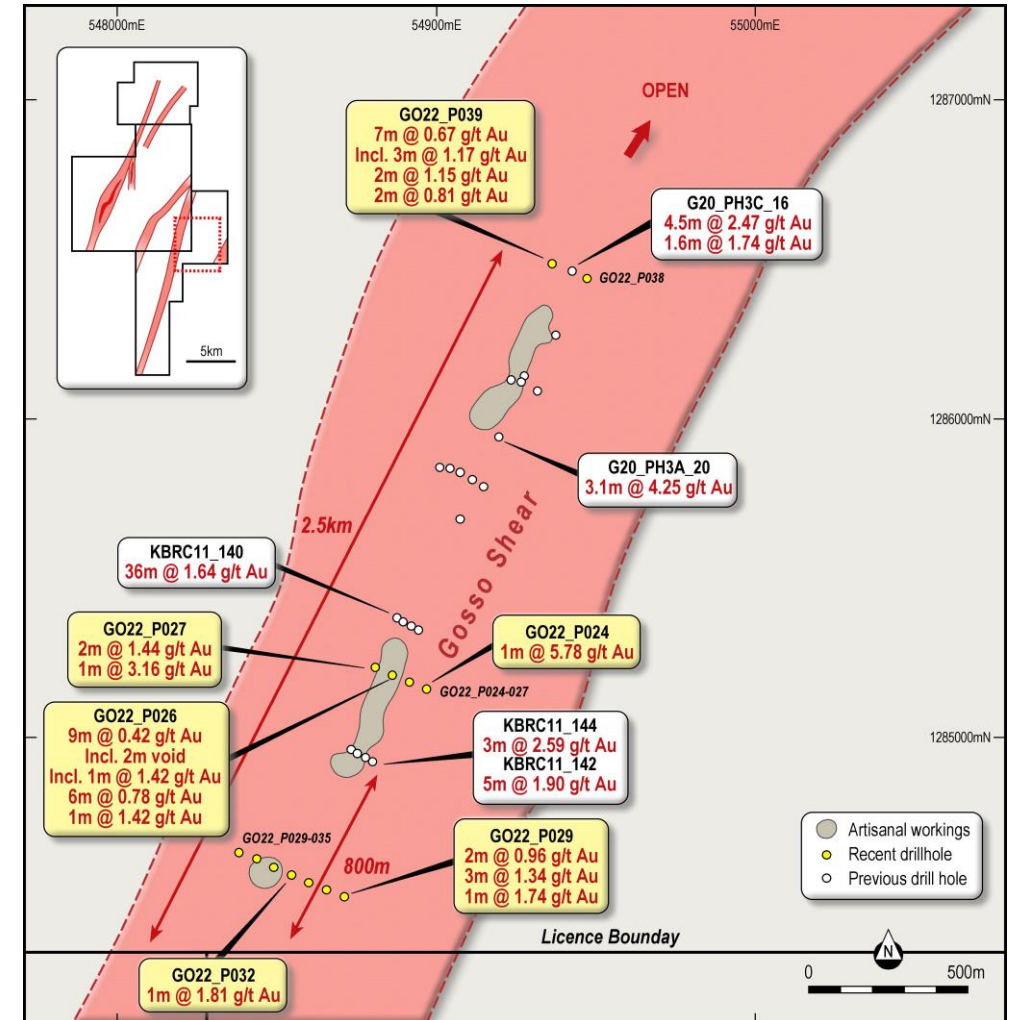 548000mE
54900mE
55000mE
1287000mN
1286000mN
1285000mN
5km
OPEN
GO22_P039
7m @ 0.67 g/t Au
Incl. 3m @ 1.17 g/t Au
2m @ 1.15 g/t Au
2m @ 0.81 g/t Au
G20_PH3C_16
4.5m @ 2.47 g/t Au
1.6m @ 1.74 g/t Au
GO22_P038
G20_PH3A_20
3.1m @ 4.25 g/t Au
2.5km
Gosso Shear
KBRC11_140
36m @ 1.64 g/t Au
GO22_P027
2m @ 1.44 g/t Au
1m @ 3.16 g/t Au
GO22_P024
1m @ 5.78 g/t Au
GO22_P024-027
GO22_P026
9m @ 0.42 g/t Au
Incl. 2m void
Incl. 1m @ 1.42 g/t Au
6m @ 0.78 g/t Au
1m @ 1.42 g/t Au
KBRC11_144
3m @ 2.59 g/t Au
KBRC11_142
5m @ 1.90 g/t Au
GO22_P029-035
800m
GO22_P029
2m @ 0.96 g/t Au
3m @ 1.34 g/t Au
1m @ 1.74 g/t Au
Artisanal workings
Recent drillhole
Previous drill hole
Licence Bounday
GO22_P032
1m @ 1.81 g/t Au
N
0
500m